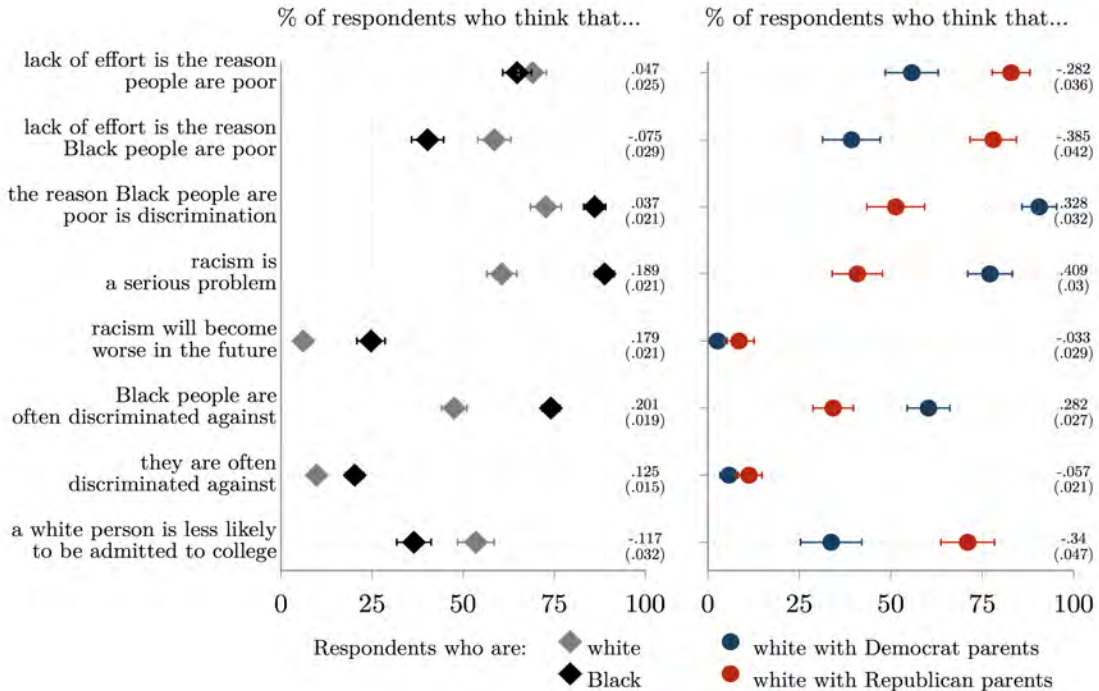 % of respondents who think that...
% of respondents who think that...
lack of effort is the reason
people are poor
.047
(.025)
-.282
(.036)
lack of effort is the reason
Black people are poor
-.075
(.029)
-.385
(.042)
the reason Black people are
poor is discrimination
.037
(.021)
.328
(.032)
racism is
a serious problem
.189
(.021)
.409
(.03)
racism will become
worse in the future
.179
(.021)
-.033
(.029)
Black people are
often discriminated against
.201
(.019)
.282
(.027)
they are often
discriminated against
.125
(.015)
-.057
(.021)
a white person is less likely
to be admitted to college
-.117
(.032)
-.34
(.047)
0 25 50 75 100
0 25 50 75 100
Respondents who are:
white
Black
white with Democrat parents
white with Republican parents